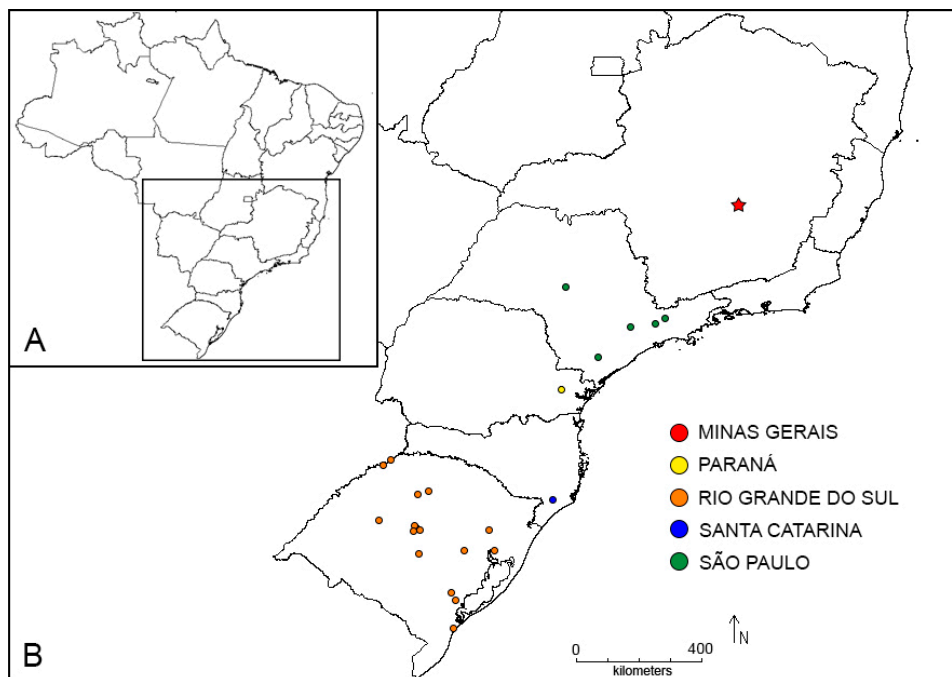 A
MINAS GERAIS
PARANÁ
RIO GRANDE DO SUL
SANTA CATARINA
SÃO PAULO
N
B
0 400
kilometers